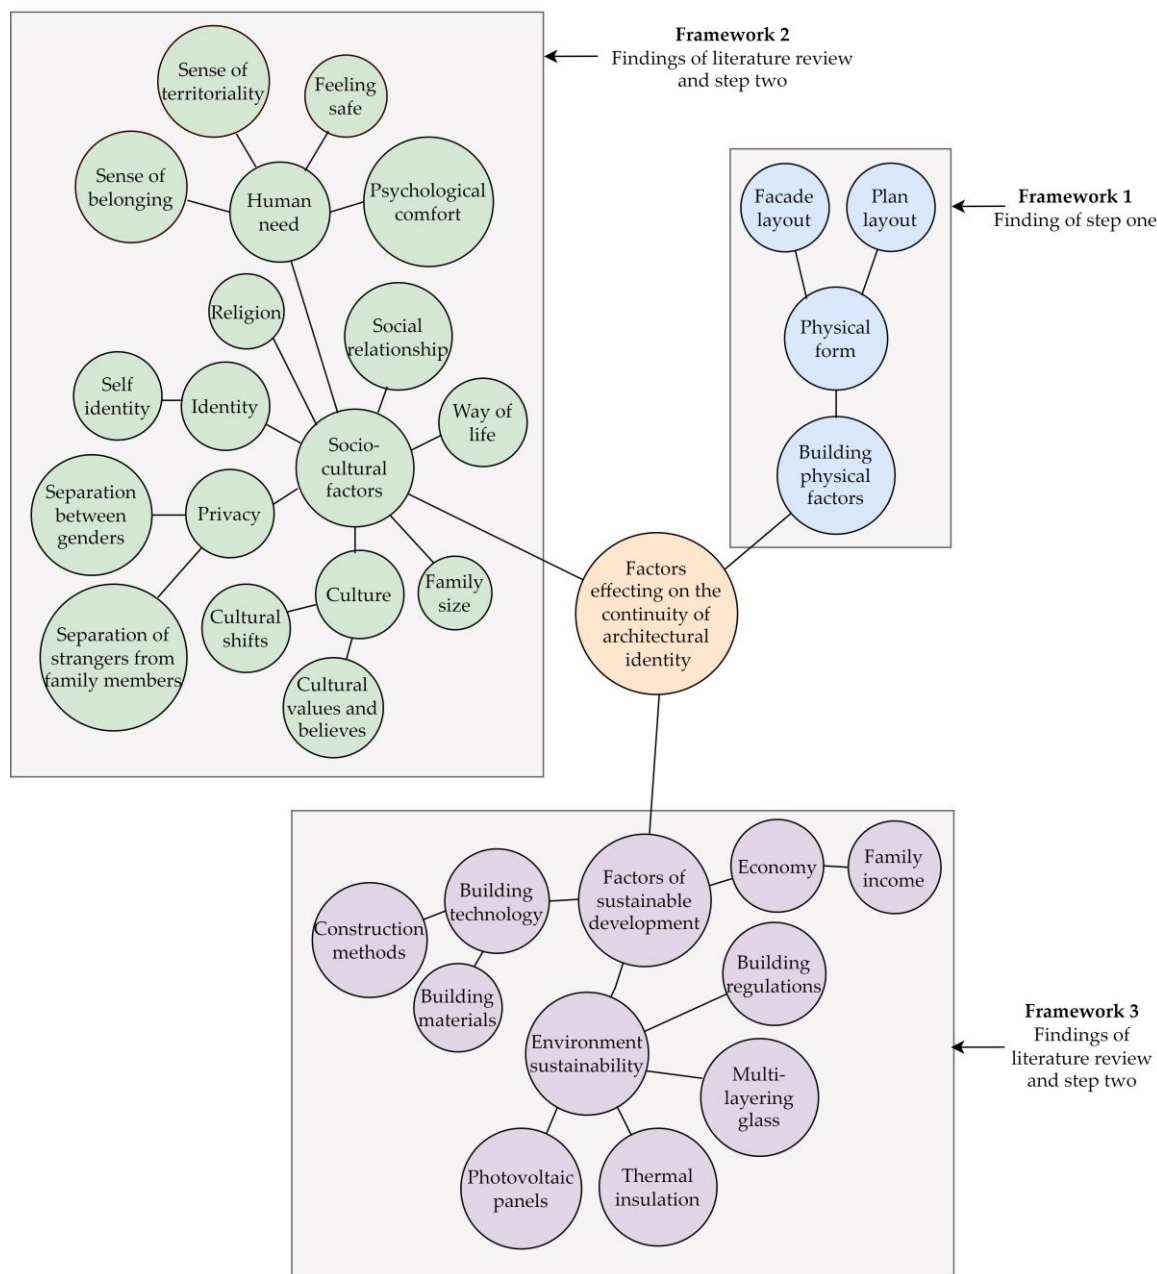 Framework 2
Findings of literature review
and step two
Sense of
territoriality
Feeling
safe
Sense of
belonging
Human
need
Psychological
comfort
Religion
Social
relationship
Self
identity
Identity
Way of
life
Socio-
cultural
factors
Separation
between
genders
Privacy
Culture
Family
size
Cultural
shifts
Separation of
strangers from
family members
Cultural
values and
believes
Framework 1
Finding of step one
Facade
layout
Plan
layout
Physical
form
Building
physical
factors
Factors
effecting on the
continuity of
architectural
identity
Factors of
sustainable
development
Economy
Family
income
Building
technology
Construction
methods
Building
materials
Building
regulations
Environment
sustainability
Multi-
layering
glass
Photovoltaic
panels
Thermal
insulation
Framework 3
Findings of
literature review
and step two